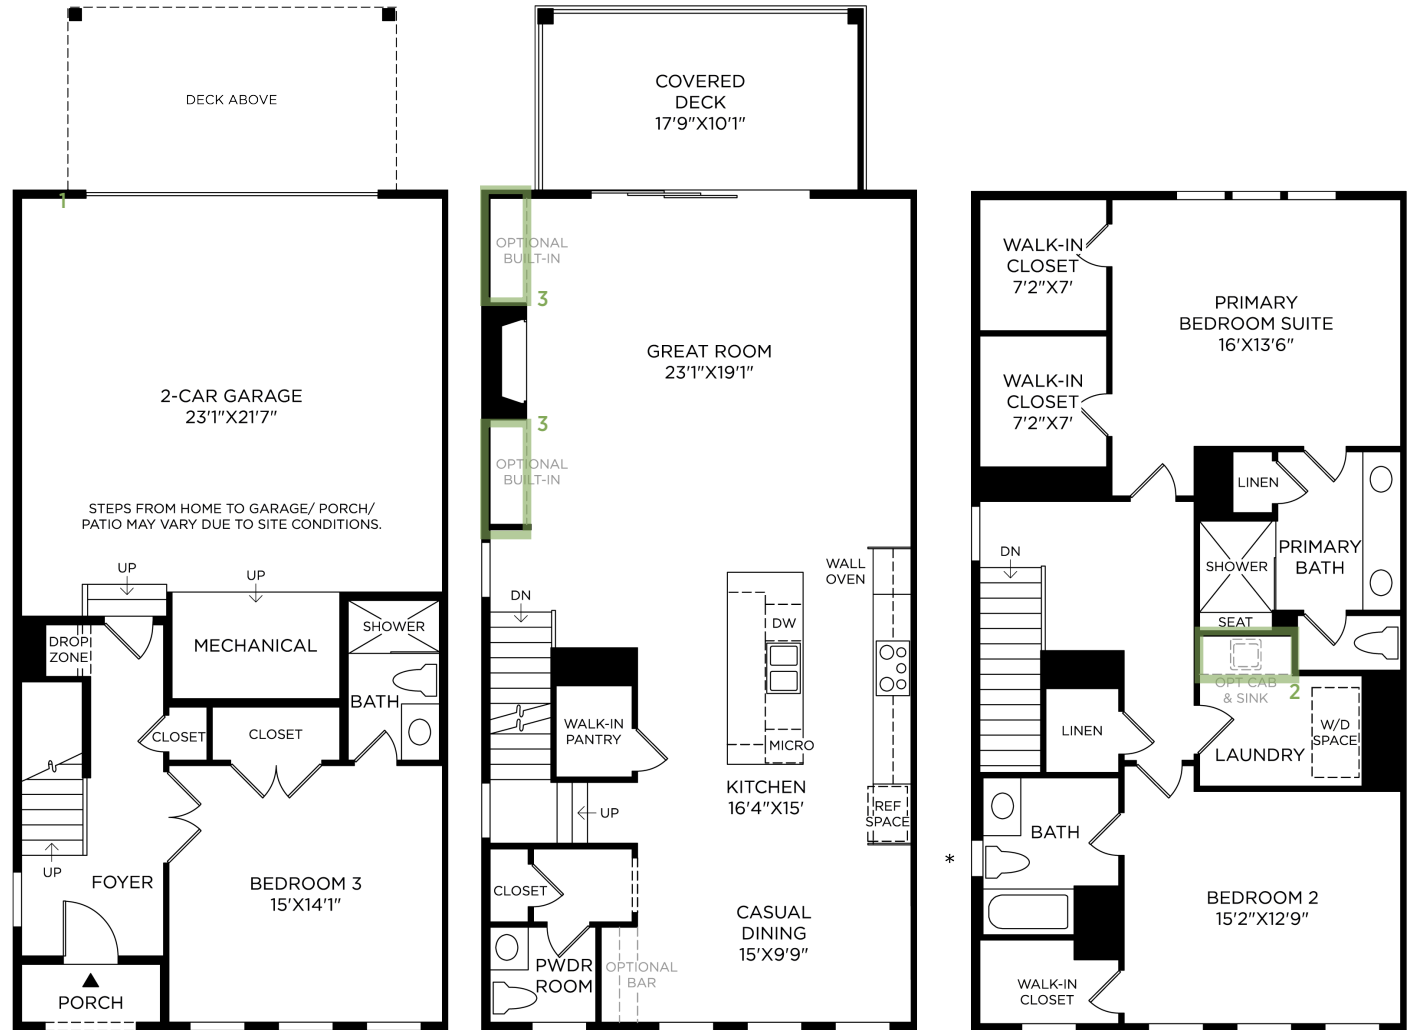 DECK ABOVE
1
2-CAR GARAGE
23'1"X21'7"
STEPS FROM HOME TO GARAGE/ PORCH/
PATIO MAY VARY DUE TO SITE CONDITIONS.
UP
UP
DROP
ZONE
MECHANICAL
SHOWER
BATH
CLOSET
CLOSET
UP
FOYER
BEDROOM 3
15'X14'1"
PORCH
COVERED
DECK
17'9"X10'1"
OPTIONAL
BUILT-IN
3
GREAT ROOM
23'1"X19'1"
3
OPTIONAL
BUILT-IN
WALL
OVEN
DN
DW
WALK-IN
PANTRY
MICRO
KITCHEN
16'4"X15'
UP
REF
SPACE
CLOSET
CASUAL
DINING
15'X9'9"
PWDR
ROOM
OPTIONAL
BAR
WALK-IN
CLOSET
7'2"X7'
PRIMARY
BEDROOM SUITE
16'X13'6"
WALK-IN
CLOSET
7'2"X7'
LINEN
DN
SHOWER
PRIMARY
BATH
SEAT
OPT CAB
& SINK
2
LINEN
W/D
SPACE
LAUNDRY
BATH
*
BEDROOM 2
15'2"X12'9"
WALK-IN
CLOSET